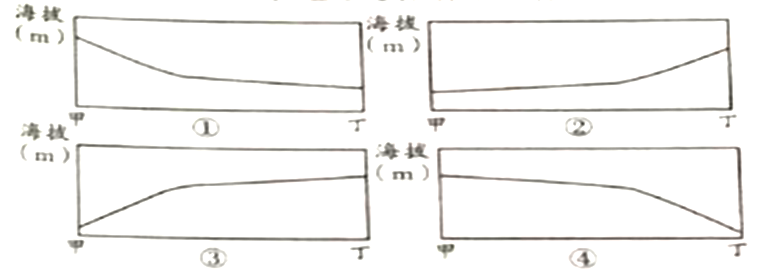 海拔
(m)
甲 ① 丁
海拔
(m)
甲 ② 丁
海拔
(m)
甲 ③ 丁
海拔
(m)
甲 ④ 丁